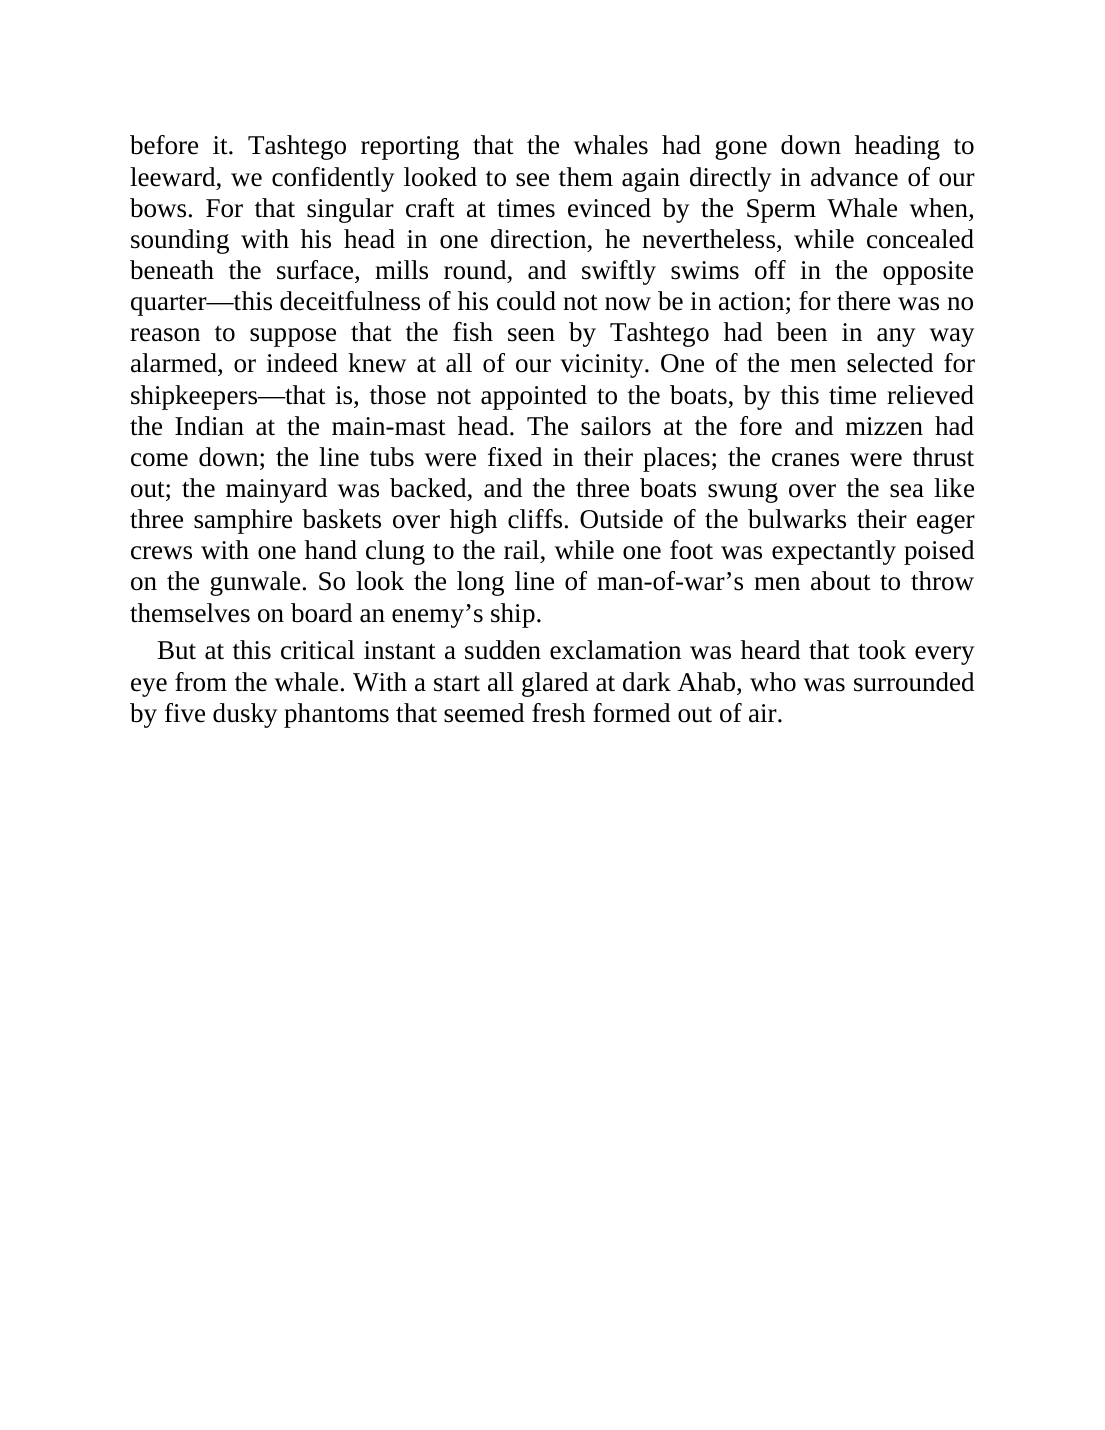 before it. Tashtego reporting that the whales had gone down heading to
leeward, we confidently looked to see them again directly in advance of our
bows. For that singular craft at times evinced by the Sperm Whale when,
sounding with his head in one direction, he nevertheless, while concealed
beneath the surface, mills round, and swiftly swims off in the opposite
quarter—this deceitfulness of his could not now be in action; for there was no
reason to suppose that the fish seen by Tashtego had been in any way
alarmed, or indeed knew at all of our vicinity. One of the men selected for
shipkeepers—that is, those not appointed to the boats, by this time relieved
the Indian at the main-mast head. The sailors at the fore and mizzen had
come down; the line tubs were fixed in their places; the cranes were thrust
out; the mainyard was backed, and the three boats swung over the sea like
three samphire baskets over high cliffs. Outside of the bulwarks their eager
crews with one hand clung to the rail, while one foot was expectantly poised
on the gunwale. So look the long line of man-of-war’s men about to throw
themselves on board an enemy’s ship.
But at this critical instant a sudden exclamation was heard that took every
eye from the whale. With a start all glared at dark Ahab, who was surrounded
by five dusky phantoms that seemed fresh formed out of air.